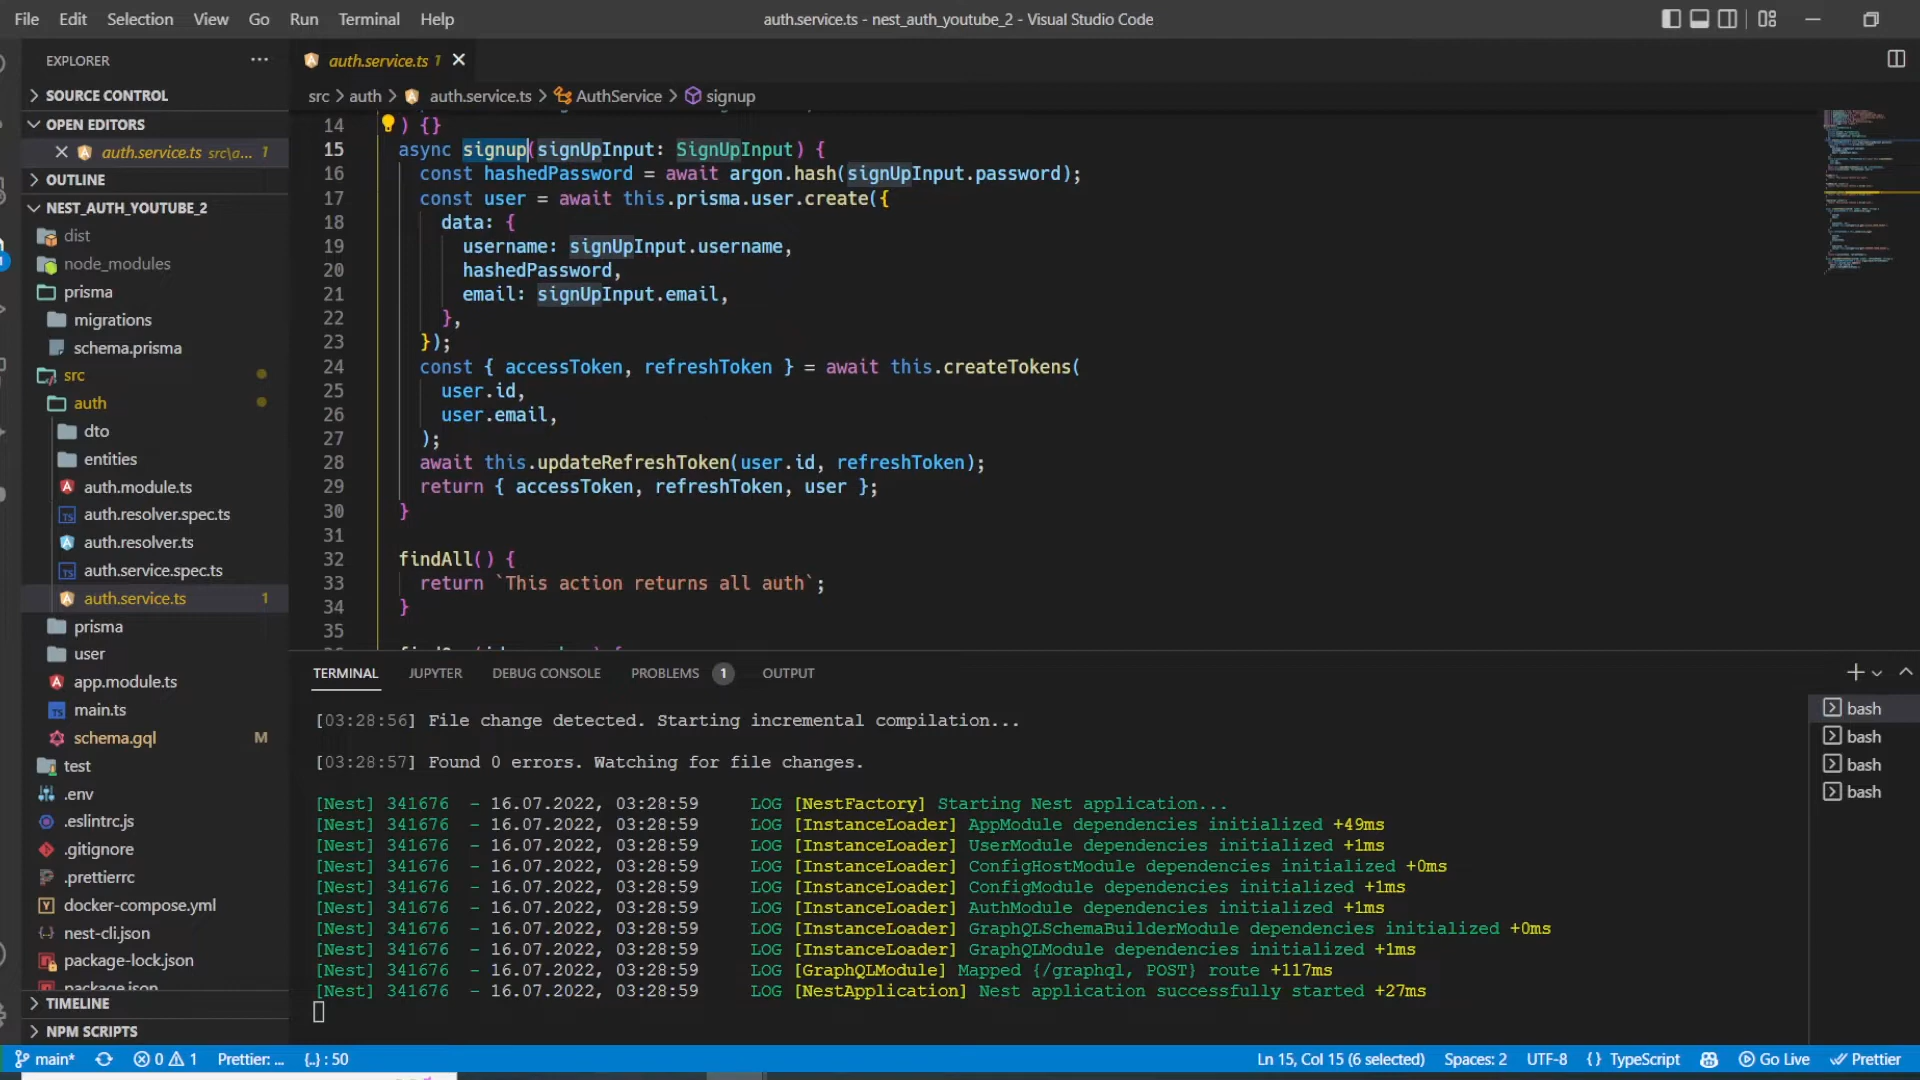 File Edit Selection View Go Run Terminal Help
auth.service.ts - nest_auth_youtube_2 - Visual Studio Code
EXPLORER
SOURCE CONTROL
OPEN EDITORS
auth.service.ts src\a... 1
OUTLINE
NEST_AUTH_YOUTUBE_2
dist
node_modules
prisma
migrations
schema.prisma
src
auth
dto
entities
auth.module.ts
auth.resolver.spec.ts
auth.resolver.ts
auth.service.spec.ts
auth.service.ts 1
prisma
user
app.module.ts
main.ts
schema.gql M
test
.env
.eslintrc.js
.gitignore
.prettierrc
docker-compose.yml
nest-cli.json
package-lock.json
package.json
TIMELINE
NPM SCRIPTS
auth.service.ts 1
src > auth > auth.service.ts > AuthService > signup
14 ) {}
15 async signup(signUpInput: SignUpInput) {
16 const hashedPassword = await argon.hash(signUpInput.password);
17 const user = await this.prisma.user.create({
18 data: {
19 username: signUpInput.username,
20 hashedPassword,
21 email: signUpInput.email,
22 },
23 });
24 const { accessToken, refreshToken } = await this.createTokens(
25 user.id,
26 user.email,
27 );
28 await this.updateRefreshToken(user.id, refreshToken);
29 return { accessToken, refreshToken, user };
30 }
31
32 findAll() {
33 return `This action returns all auth`;
34 }
35
TERMINAL JUPYTER DEBUG CONSOLE PROBLEMS 1 OUTPUT
[03:28:56] File change detected. Starting incremental compilation...
[03:28:57] Found 0 errors. Watching for file changes.
[Nest] 341676 - 16.07.2022, 03:28:59 LOG [NestFactory] Starting Nest application...
[Nest] 341676 - 16.07.2022, 03:28:59 LOG [InstanceLoader] AppModule dependencies initialized +49ms
[Nest] 341676 - 16.07.2022, 03:28:59 LOG [InstanceLoader] UserModule dependencies initialized +1ms
[Nest] 341676 - 16.07.2022, 03:28:59 LOG [InstanceLoader] ConfigHostModule dependencies initialized +0ms
[Nest] 341676 - 16.07.2022, 03:28:59 LOG [InstanceLoader] ConfigModule dependencies initialized +1ms
[Nest] 341676 - 16.07.2022, 03:28:59 LOG [InstanceLoader] AuthModule dependencies initialized +1ms
[Nest] 341676 - 16.07.2022, 03:28:59 LOG [InstanceLoader] GraphQLSchemaBuilderModule dependencies initialized +0ms
[Nest] 341676 - 16.07.2022, 03:28:59 LOG [InstanceLoader] GraphQLModule dependencies initialized +1ms
[Nest] 341676 - 16.07.2022, 03:28:59 LOG [GraphQLModule] Mapped {/graphql, POST} route +117ms
[Nest] 341676 - 16.07.2022, 03:28:59 LOG [NestApplication] Nest application successfully started +27ms
bash
bash
bash
bash
main* 0 1 Prettier: ... {..} : 50
Ln 15, Col 15 (6 selected) Spaces: 2 UTF-8 { } TypeScript Go Live Prettier